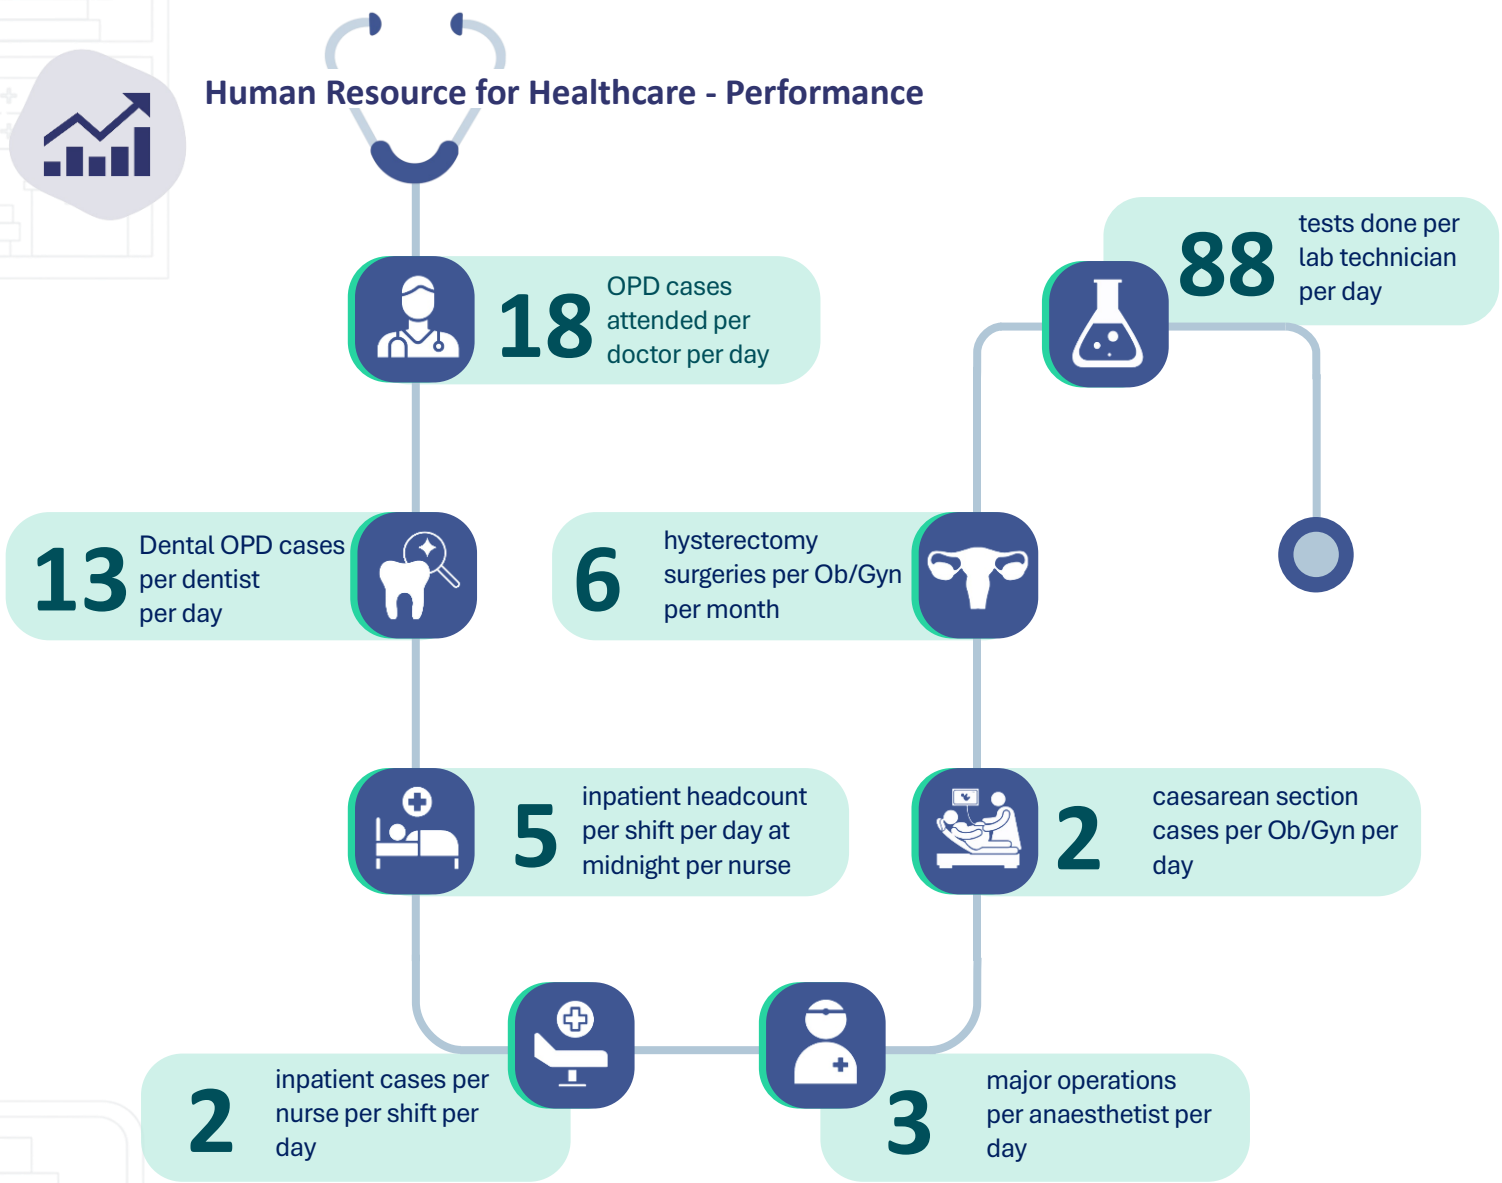 Human Resource for Healthcare - Performance
18
OPD cases
attended per
doctor per day
13
Dental OPD cases
per dentist
per day
5
inpatient headcount
per shift per day at
midnight per nurse
2
inpatient cases per
nurse per shift per
day
3
major operations
per anaesthetist per
day
2
caesarean section
cases per Ob/Gyn per
day
6
hysterectomy
surgeries per Ob/Gyn
per month
88
tests done per
lab technician
per day